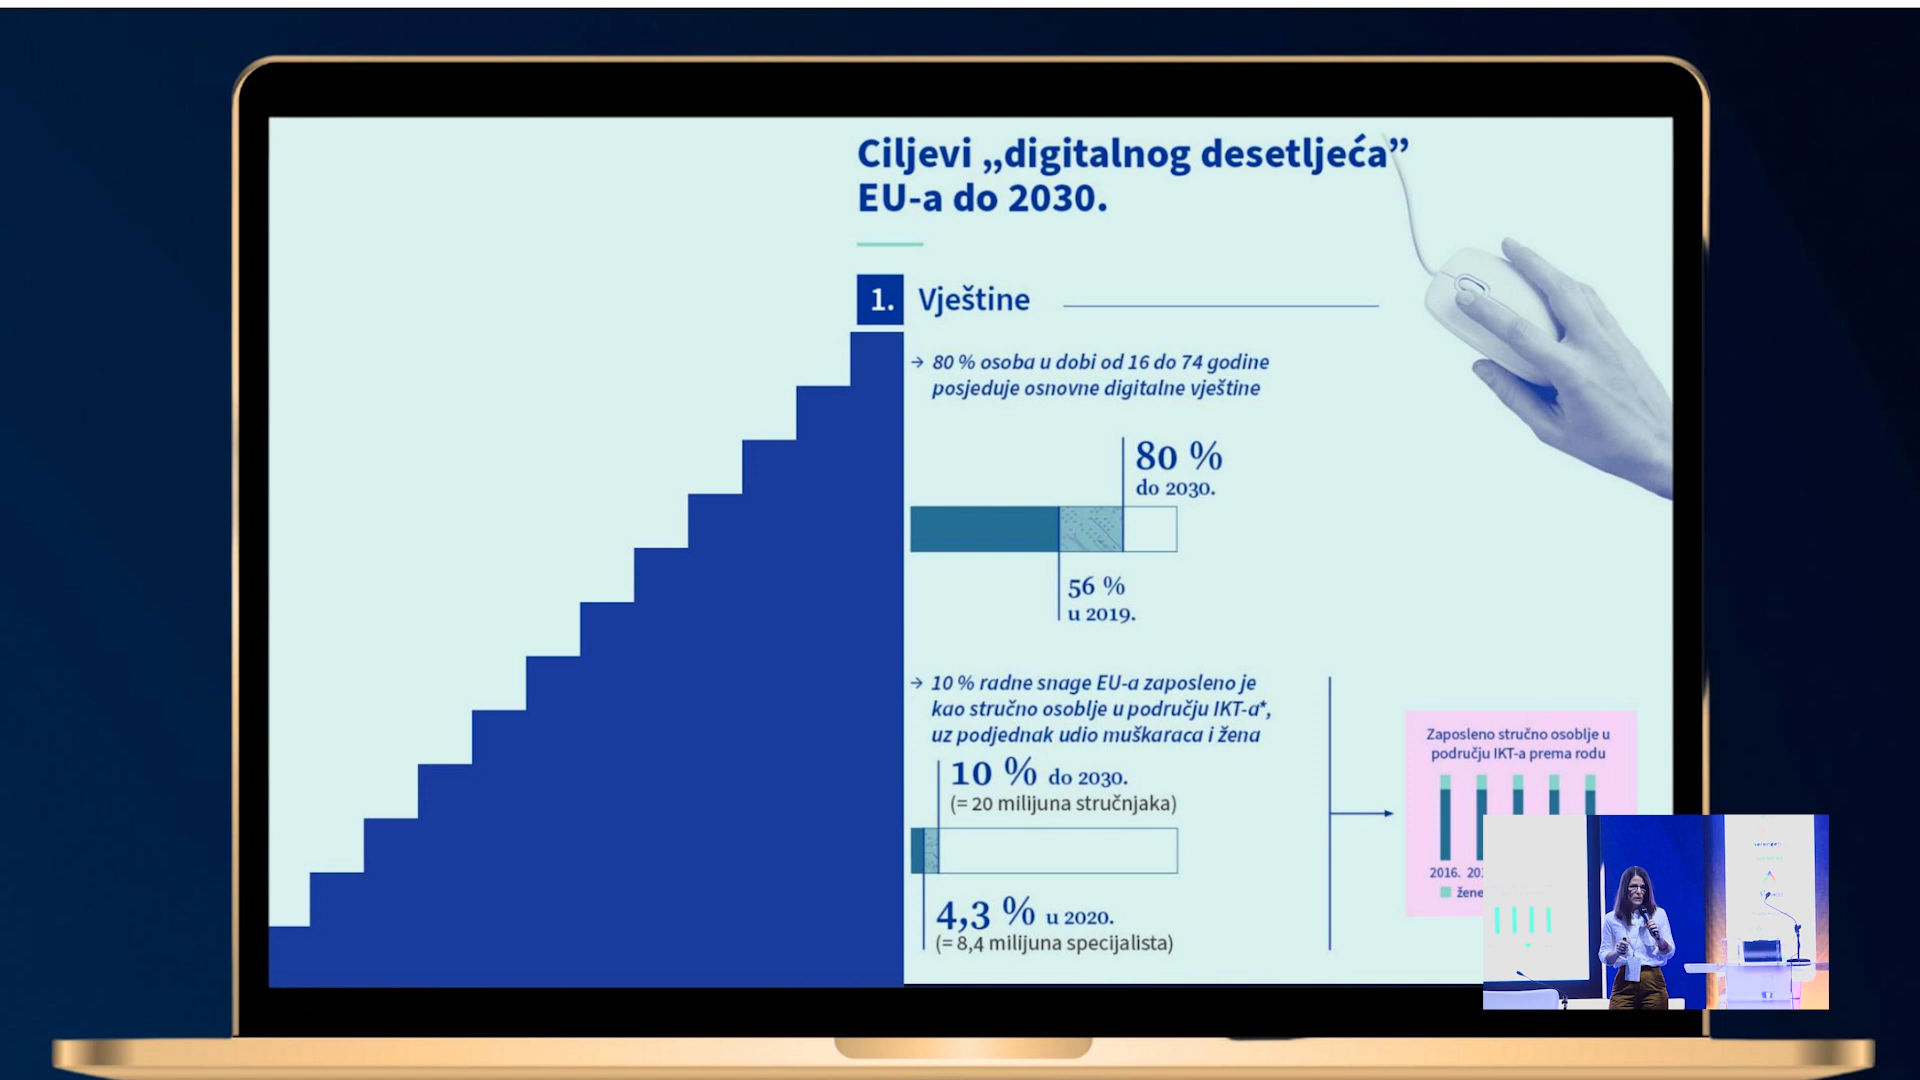 Ciljevi „digitalnog desetljeća”
EU-a do 2030.
1. Vještine
→ 80 % osoba u dobi od 16 do 74 godine
posjeduje osnovne digitalne vještine
80 %
do 2030.
56 %
u 2019.
→ 10 % radne snage EU-a zaposleno je
kao stručno osoblje u području IKT-a*,
uz podjednak udio muškaraca i žena
10 % do 2030.
(= 20 milijuna stručnjaka)
4,3 % u 2020.
(= 8,4 milijuna specijalista)
Zaposleno stručno osoblje u
području IKT-a prema rodu
2016.
žene